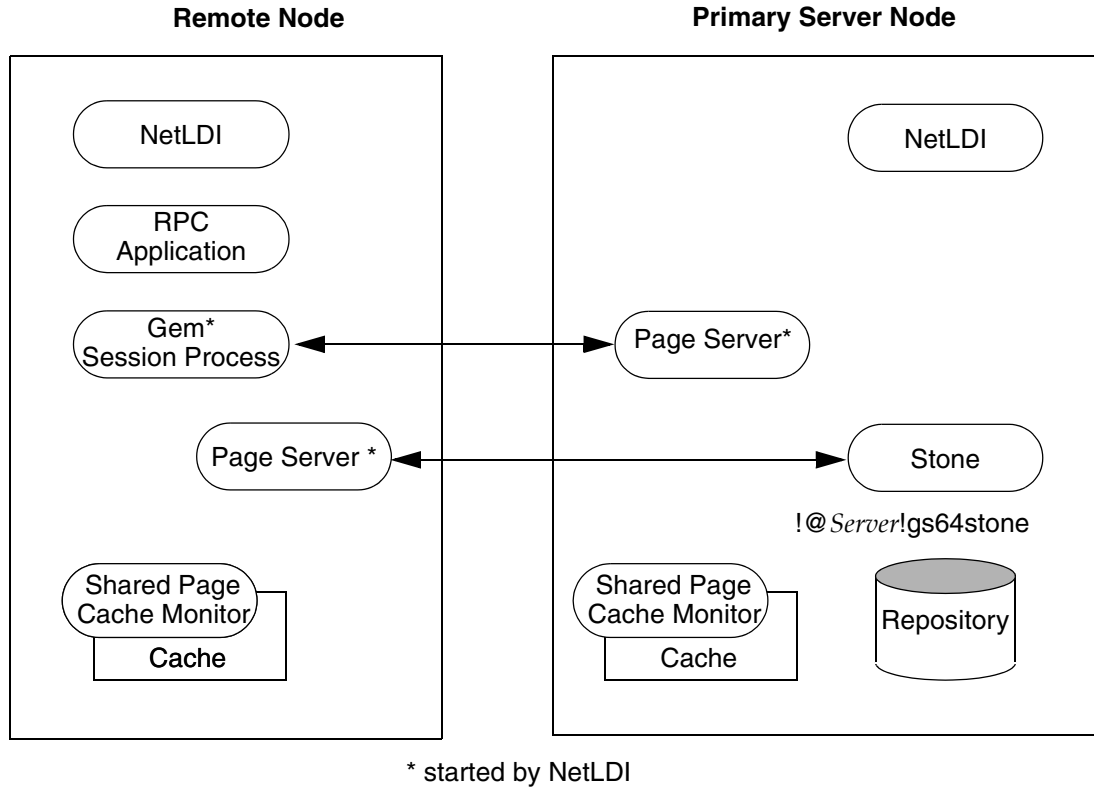 Remote Node
Primary Server Node
NetLDI
NetLDI
RPC
Application
Gem*
Session Process
Page Server*
Page Server *
Stone
!@Server!gs64stone
Shared Page
Cache Monitor
Cache
Shared Page
Cache Monitor
Cache
Repository
* started by NetLDI